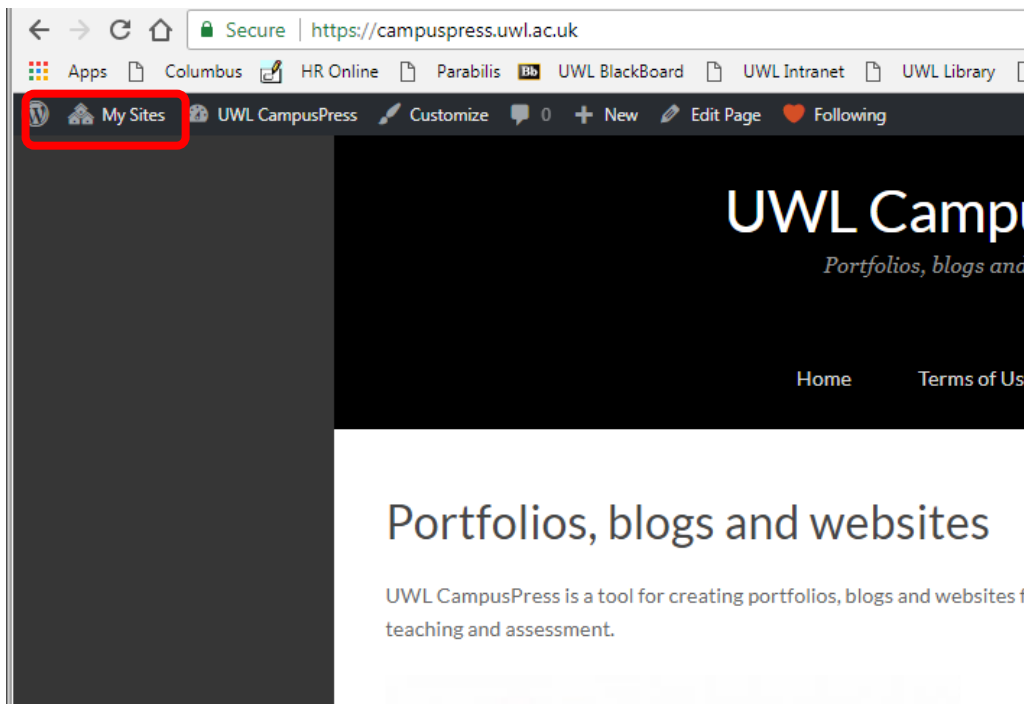 Secure https://campuspress.uwl.ac.uk
Apps Columbus HR Online Parabilis Bb UWL BlackBoard UWL Intranet UWL Library
My Sites UWL CampusPress Customize 0 New Edit Page Following
UWL Campu
Portfolios, blogs and
Home Terms of Us
Portfolios, blogs and websites
UWL CampusPress is a tool for creating portfolios, blogs and websites f
teaching and assessment.